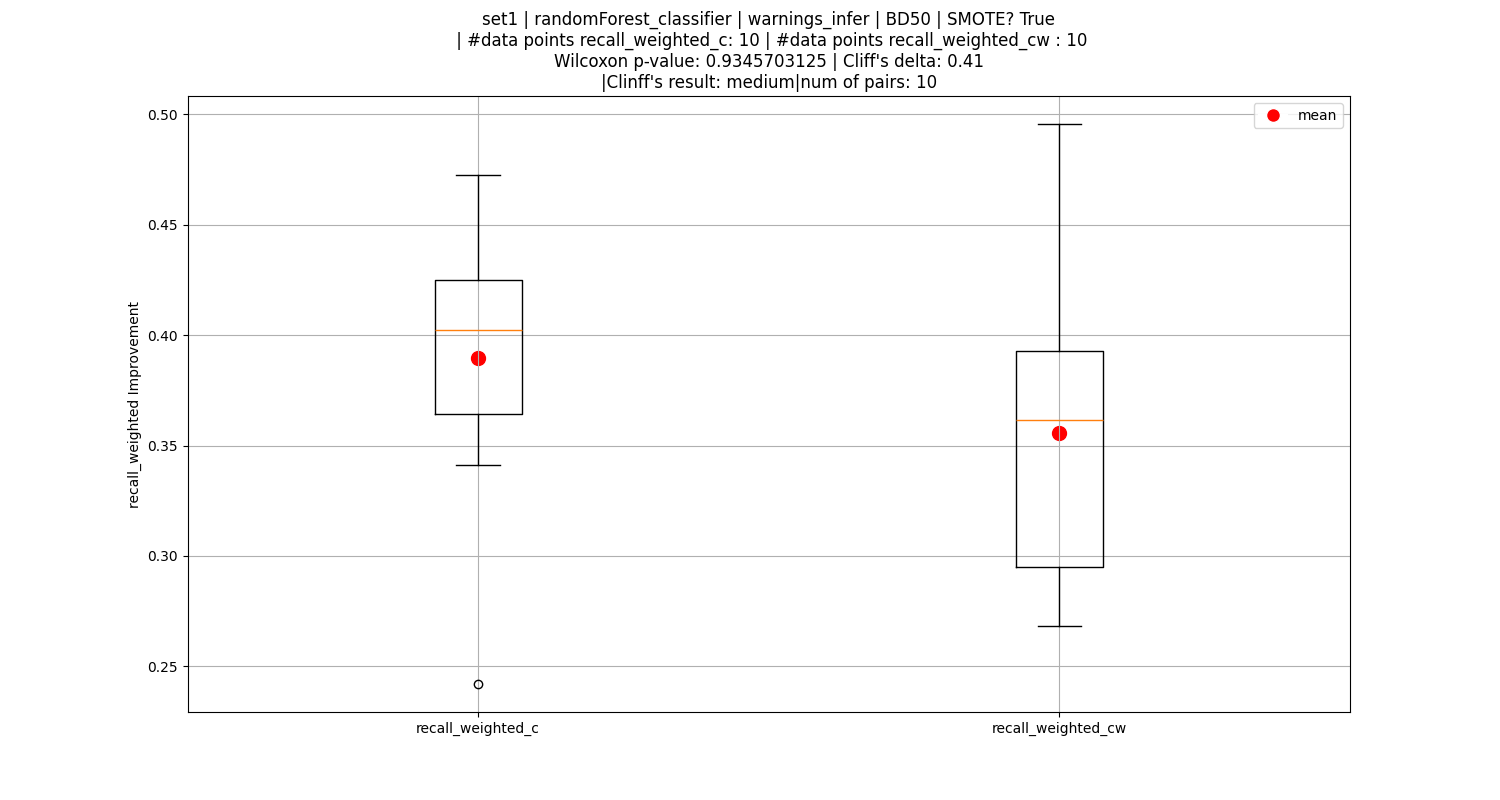 set1 | randomForest_classifier | warnings_infer | BD50 | SMOTE? True
| #data points recall_weighted_c: 10 | #data points recall_weighted_cw : 10
Wilcoxon p-value: 0.9345703125 | Cliff's delta: 0.41
|Clinff's result: medium|num of pairs: 10
mean
0.50
0.45
0.40
0.35
0.30
0.25
recall_weighted Improvement
recall_weighted_c
recall_weighted_cw